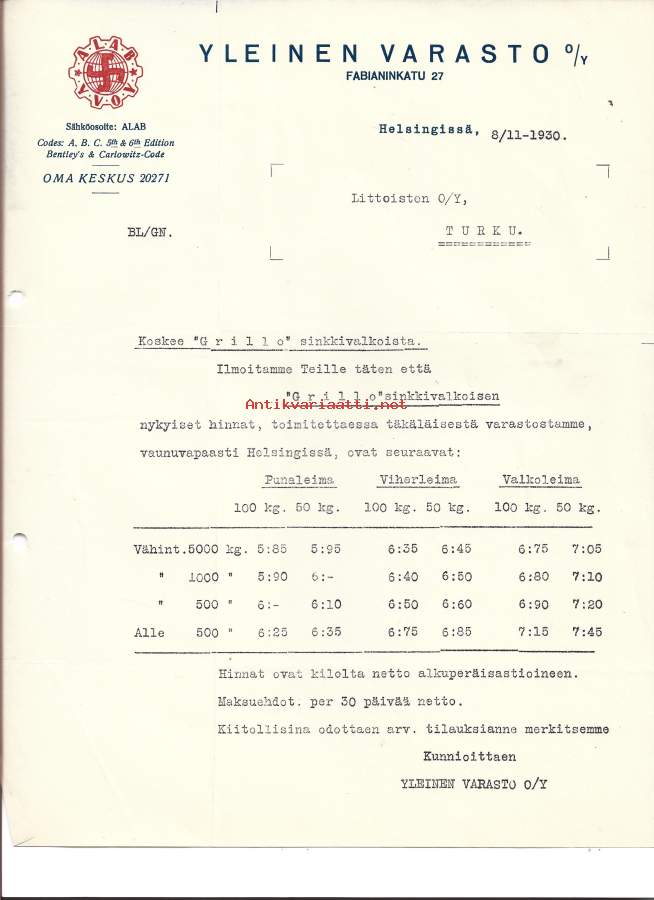 ALAB
YVOY
YLEINEN VARASTO O/Y
FABIANINKATU 27
Sähköosoite: ALAB
Codes: A. B. C. 5th & 6th Edition
Bentley's & Carlowitz-Code
OMA KESKUS 20271
Helsingissä, 8/11-1930.
Littoisten O/Y,
TURKU.
BL/GN.
Koskee "Grillo" sinkkivalkoista.
Ilmoitamme Teille täten että
"Grillo" sinkkivalkoisen
Antikvariaatti.net
nykyiset hinnat, toimitettaessa täkäläisestä varastostamme,
vaunuvapaasti Helsingissä, ovat seuraavat:
Punaleima Viherleima Valkoleima
100 kg. 50 kg. 100 kg. 50 kg. 100 kg. 50 kg.
Vähint. 5000 kg. 5:85 5:95 6:35 6:45 6:75 7:05
" 1000 " 5:90 6:- 6:40 6:50 6:80 7:10
" 500 " 6:- 6:10 6:50 6:60 6:90 7:20
Alle 500 " 6:25 6:35 6:75 6:85 7:15 7:45
Hinnat ovat kilolta netto alkuperäisastioineen.
Maksuehdot. per 30 päivää netto.
Kiitollisina odottaen arv. tilauksianne merkitsemme
Kunnioittaen
YLEINEN VARASTO O/Y